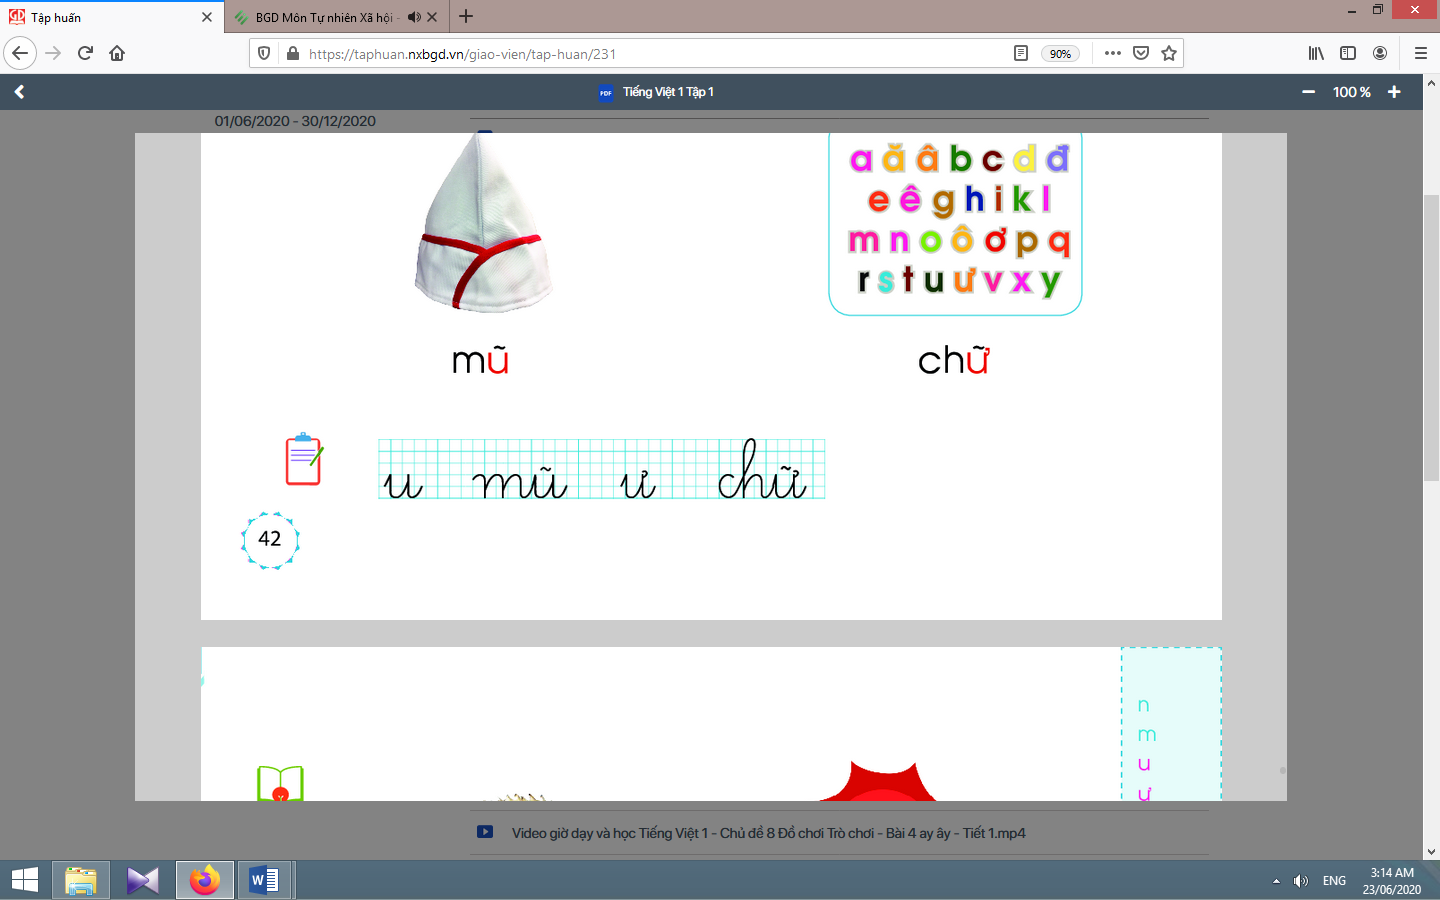 Tập huấn
BGD Môn Tự nhiên Xã hội -
https://taphuan.nxbgd.vn/giao-vien/tap-huan/231
90%
PDF
Tiếng Việt 1 Tập 1
100 %
01/06/2020 - 30/12/2020
a ă â b c d đ
e ê g h i k l
m n o ô ơ p q
r s t u ư v x y
mũ
chữ
u mũ ư chữ
42
n
m
u
ư
Video giờ dạy và học Tiếng Việt 1 - Chủ đề 8 Đồ chơi Trò chơi - Bài 4 ay ây - Tiết 1.mp4
ENG
3:14 AM
23/06/2020